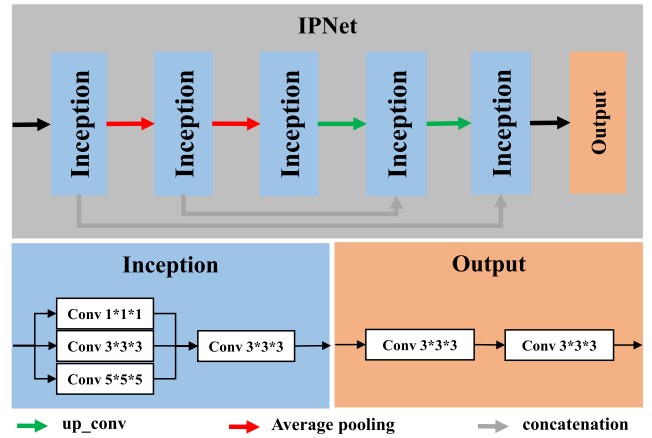 IPNet
Inception
Inception
Inception
Inception
Inception
Output
Inception
Output
Conv 1*1*1
Conv 3*3*3
Conv 5*5*5
Conv 3*3*3
Conv 3*3*3
Conv 3*3*3
up_conv
Average pooling
concatenation